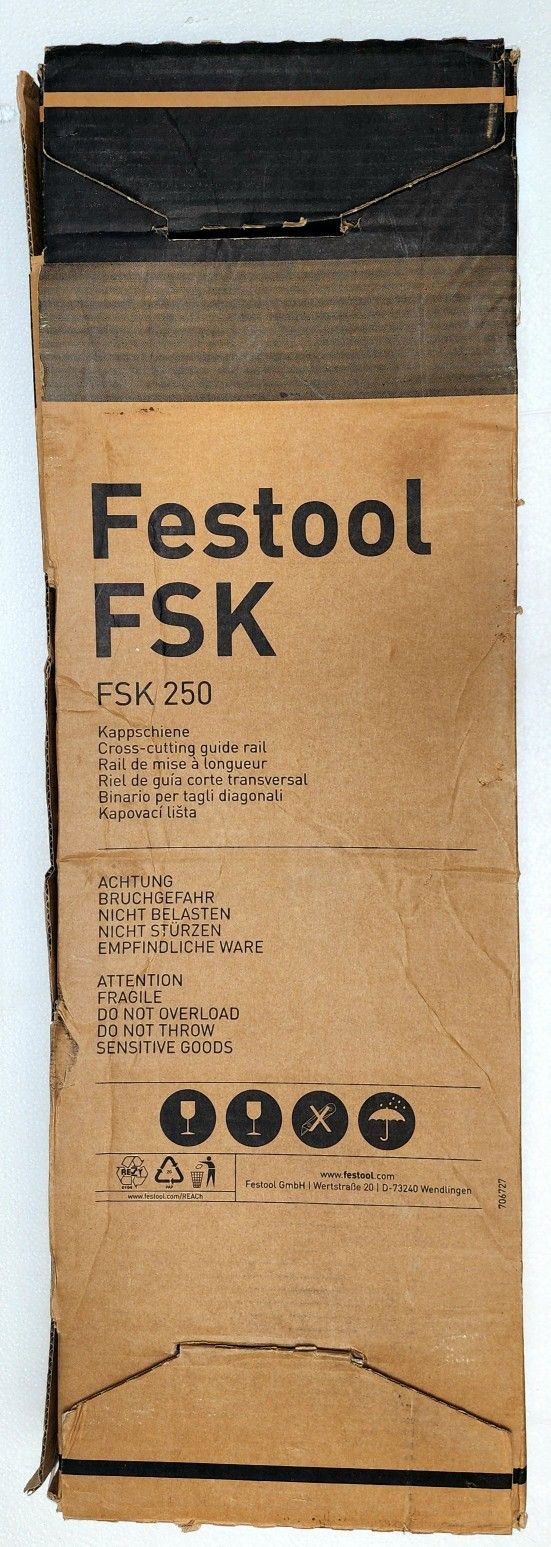 Festool
FSK
FSK 250
Kappschiene
Cross-cutting guide rail
Rail de mise à longueur
Riel de guía corte transversal
Binario per tagli diagonali
Kapovací lišta
ACHTUNG
BRUCHGEFAHR
NICHT BELASTEN
NICHT STÜRZEN
EMPFINDLICHE WARE
ATTENTION
FRAGILE
DO NOT OVERLOAD
DO NOT THROW
SENSITIVE GOODS
REZY
PAP
www.festool.com/REACh
www.festool.com
Festool GmbH | Wertstraße 20 | D-73240 Wendlingen
706727